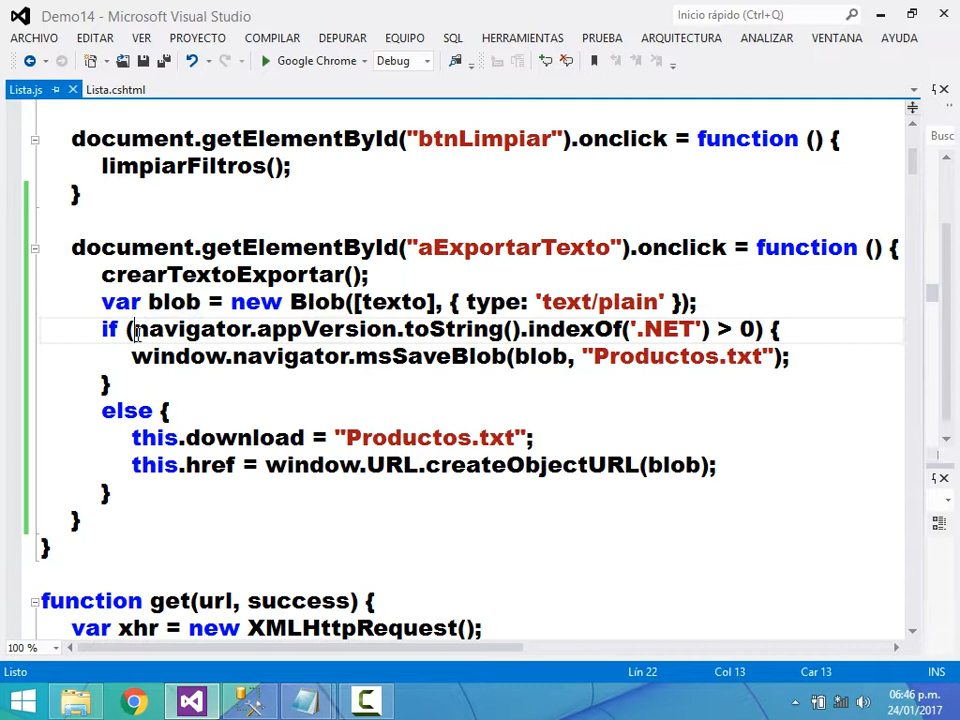 Demo14 - Microsoft Visual Studio
Inicio rápido (Ctrl+Q)
ARCHIVO EDITAR VER PROYECTO COMPILAR DEPURAR EQUIPO SQL HERRAMIENTAS PRUEBA ARQUITECTURA ANALIZAR VENTANA AYUDA
Google Chrome Debug
Lista.js Lista.cshtml
Busc
document.getElementById("btnLimpiar").onclick = function () {
limpiarFiltros();
}
document.getElementById("aExportarTexto").onclick = function () {
crearTextoExportar();
var blob = new Blob([texto], { type: 'text/plain' });
if (navigator.appVersion.toString().indexOf('.NET') > 0) {
window.navigator.msSaveBlob(blob, "Productos.txt");
}
else {
this.download = "Productos.txt";
this.href = window.URL.createObjectURL(blob);
}
}
}
function get(url, success) {
var xhr = new XMLHttpRequest();
100 %
Listo Lín 22 Col 13 Car 13 INS
06:46 p.m.
24/01/2017